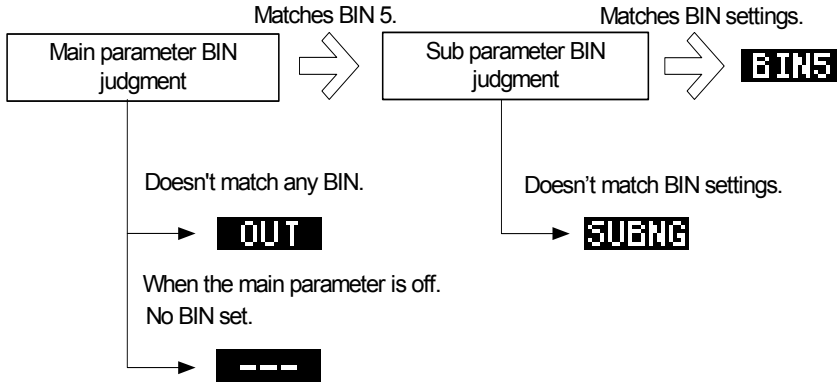 Matches BIN 5.
Matches BIN settings.
Main parameter BIN
judgment
Sub parameter BIN
judgment
BIN5
Doesn't match any BIN.
Doesn’t match BIN settings.
OUT
SUBNG
When the main parameter is off.
No BIN set.
---